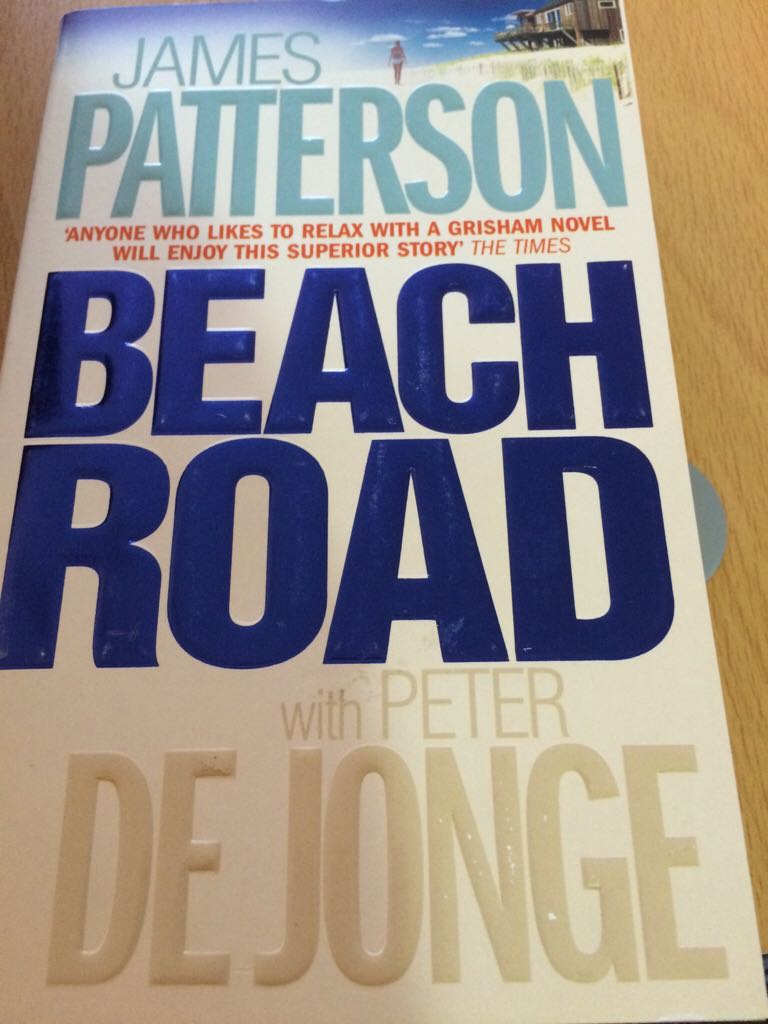 JAMES
PATTERSON
'ANYONE WHO LIKES TO RELAX WITH A GRISHAM NOVEL
WILL ENJOY THIS SUPERIOR STORY' THE TIMES
BEACH
ROAD
with PETER
DE JONGE